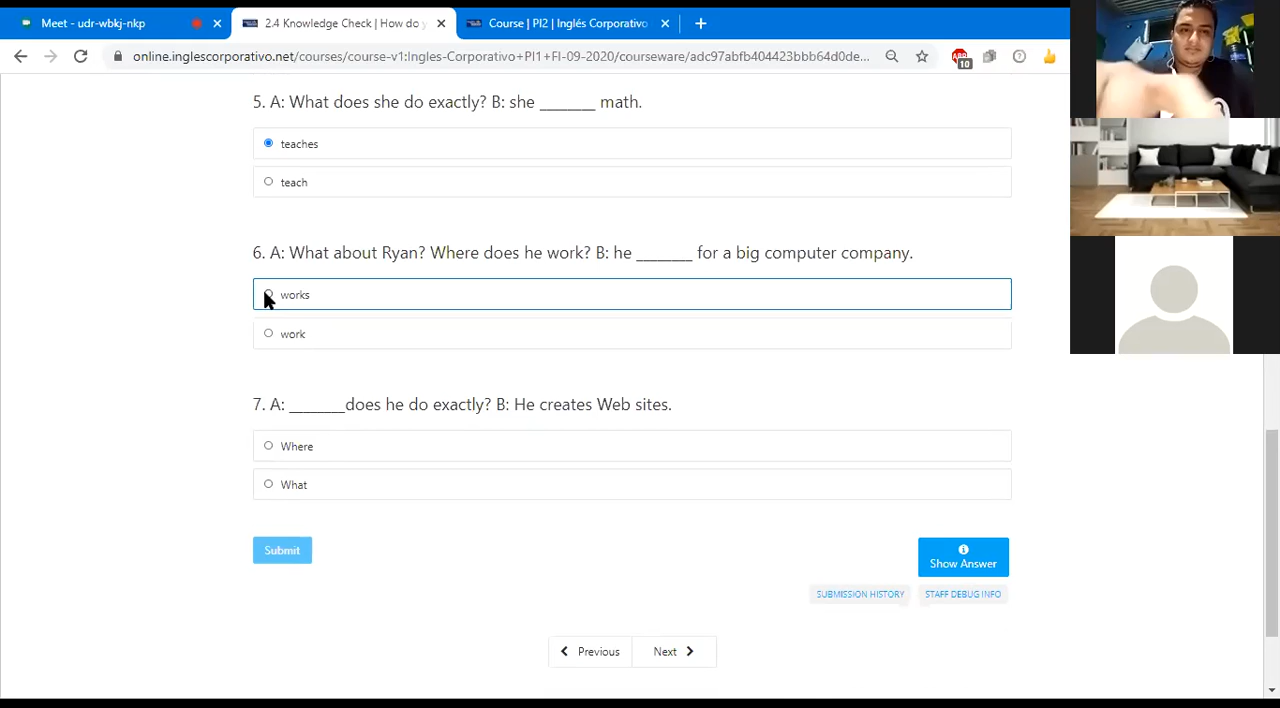 Meet - udr-wbkj-nkp
2.4 Knowledge Check | How do y
Course | PI2 | Inglés Corporativo
online.inglescorporativo.net/courses/course-v1:Ingles-Corporativo+PI1+FI-09-2020/courseware/adc97abfb404423bbb64d0de...
10
5. A: What does she do exactly? B: she _______ math.
teaches
teach
6. A: What about Ryan? Where does he work? B: he _______ for a big computer company.
works
work
7. A: _______does he do exactly? B: He creates Web sites.
Where
What
Submit
Show Answer
SUBMISSION HISTORY
STAFF DEBUG INFO
Previous
Next